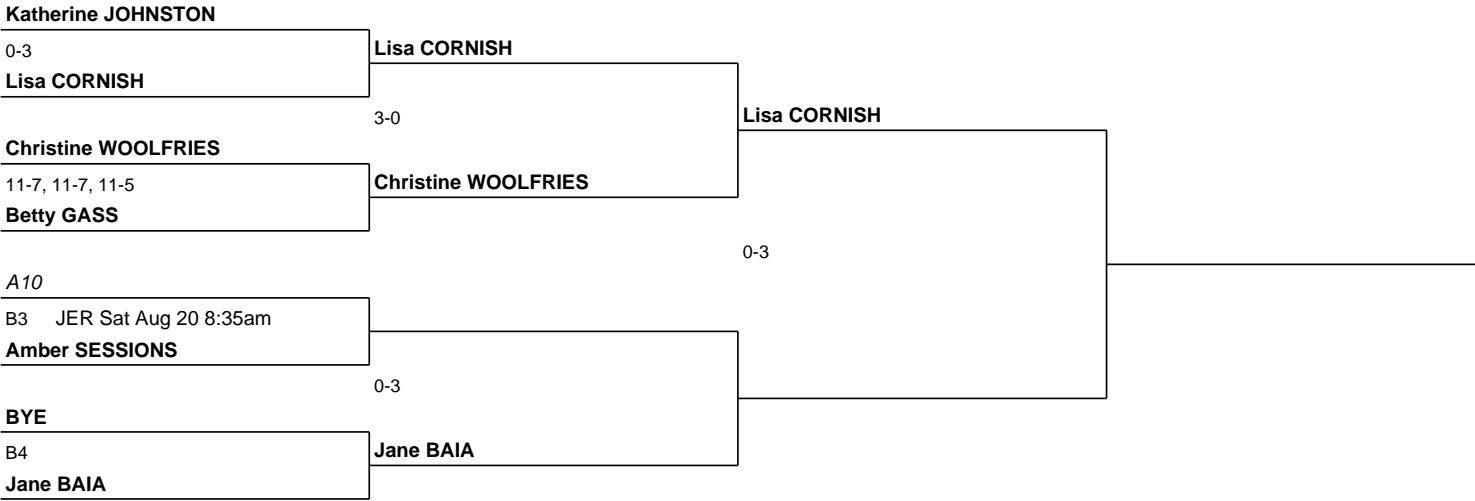 Katherine JOHNSTON
0-3
Lisa CORNISH
Lisa CORNISH
3-0
Christine WOOLFRIES
11-7, 11-7, 11-5
Betty GASS
Christine WOOLFRIES
Lisa CORNISH
0-3
A10
B3 JER Sat Aug 20 8:35am
Amber SESSIONS
0-3
BYE
B4
Jane BAIA
Jane BAIA